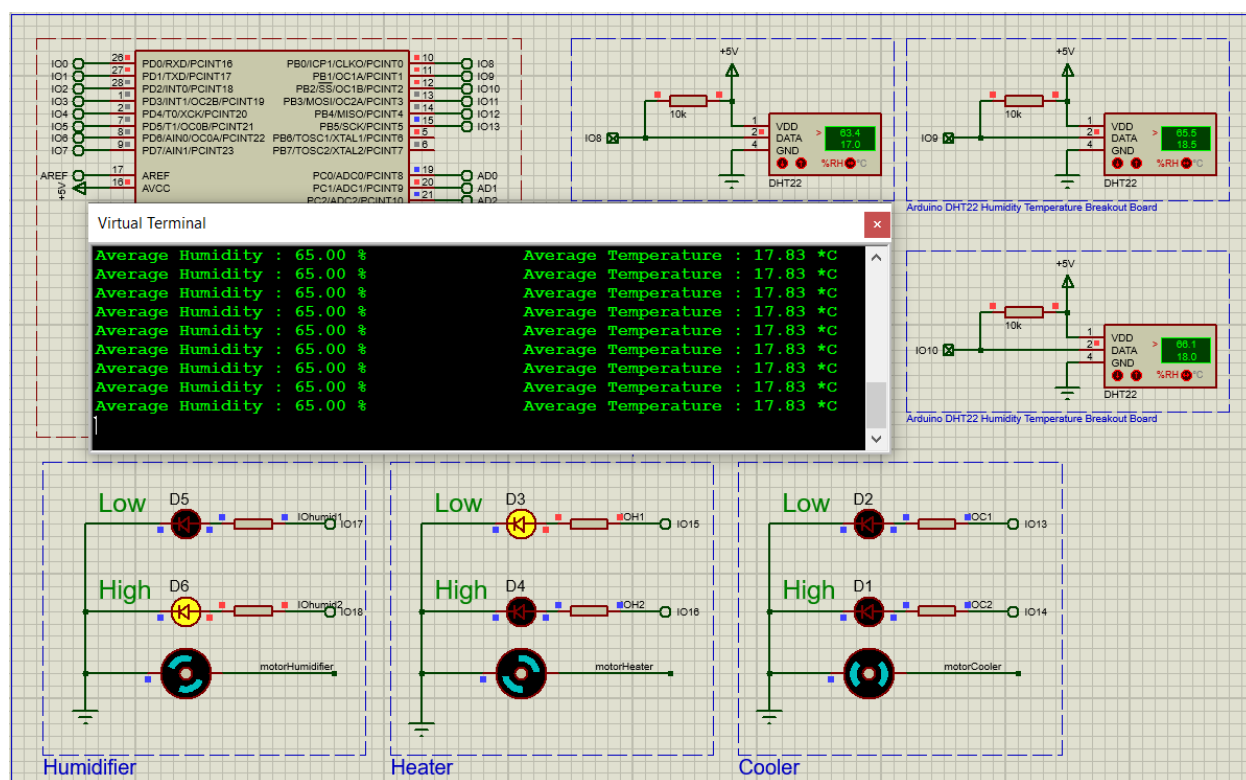 IO0 26 PD0/RXD/PCINT16 PB0/ICP1/CLKO/PCINT0 10 IO8
IO1 27 PD1/TXD/PCINT17 PB1/OC1A/PCINT1 11 IO9
IO2 28 PD2/INT0/PCINT18 PB2/SS/OC1B/PCINT2 12 IO10
IO3 1 PD3/INT1/OC2B/PCINT19 PB3/MOSI/OC2A/PCINT3 13 IO11
IO4 2 PD4/T0/XCK/PCINT20 PB4/MISO/PCINT4 14 IO12
IO5 7 PD5/T1/OC0B/PCINT21 PB5/SCK/PCINT5 15 IO13
IO6 8 PD6/AIN0/OC0A/PCINT22 PB6/TOSC1/XTAL1/PCINT6 5
IO7 9 PD7/AIN1/PCINT23 PB7/TOSC2/XTAL2/PCINT7 6
AREF 17 AREF PC0/ADC0/PCINT8 19 AD0
+5V 16 AVCC PC1/ADC1/PCINT9 20 AD1
PC2/ADC2/PCINT10 21 AD2
+5V
10k
IO8
1 VDD
2 DATA
4 GND
> 63.4
17.0
%RH °C
DHT22
+5V
10k
IO9
1 VDD
2 DATA
4 GND
> 65.5
18.5
%RH °C
DHT22
Arduino DHT22 Humidity Temperature Breakout Board
+5V
10k
IO10
1 VDD
2 DATA
4 GND
> 66.1
18.0
%RH °C
DHT22
Arduino DHT22 Humidity Temperature Breakout Board
Virtual Terminal
Average Humidity : 65.00 % Average Temperature : 17.83 *C
Average Humidity : 65.00 % Average Temperature : 17.83 *C
Average Humidity : 65.00 % Average Temperature : 17.83 *C
Average Humidity : 65.00 % Average Temperature : 17.83 *C
Average Humidity : 65.00 % Average Temperature : 17.83 *C
Average Humidity : 65.00 % Average Temperature : 17.83 *C
Average Humidity : 65.00 % Average Temperature : 17.83 *C
Average Humidity : 65.00 % Average Temperature : 17.83 *C
Average Humidity : 65.00 % Average Temperature : 17.83 *C
Low D5 IOhumid1 IO17
High D6 IOhumid2 IO18
motorHumidifier
Humidifier
Low D3 IOH1 IO15
High D4 IOH2 IO16
motorHeater
Heater
Low D2 IOC1 IO13
High D1 IOC2 IO14
motorCooler
Cooler